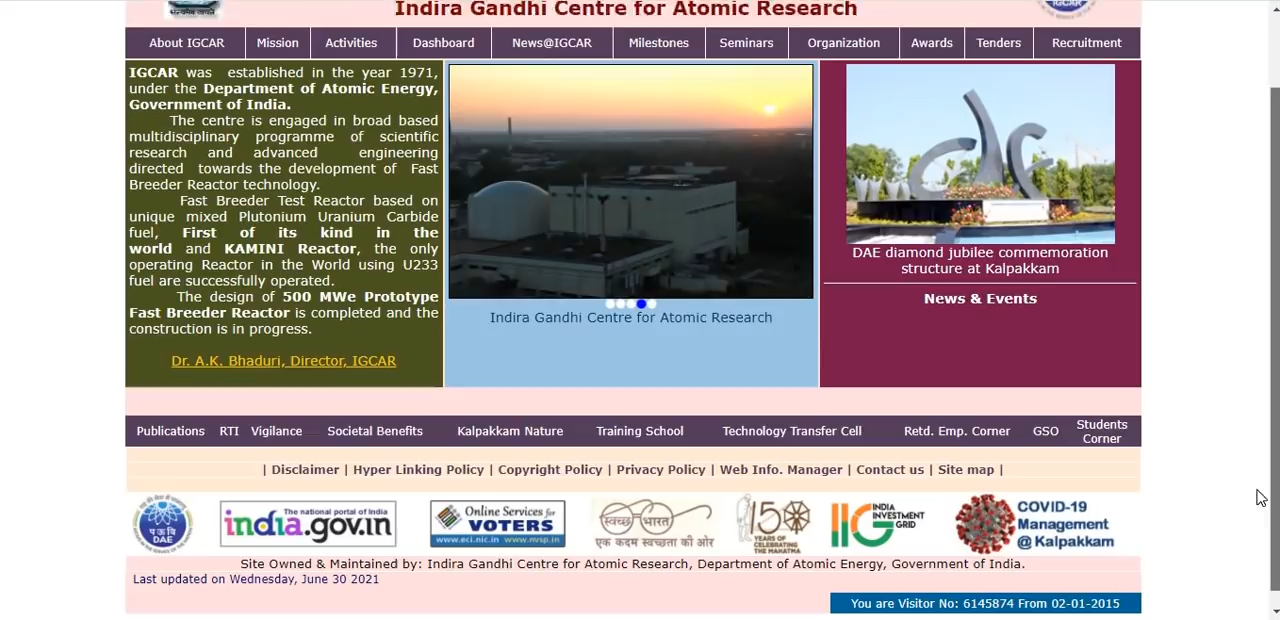 Indira Gandhi Centre for Atomic Research
About IGCAR
Mission
Activities
Dashboard
News@IGCAR
Milestones
Seminars
Organization
Awards
Tenders
Recruitment
IGCAR was established in the year 1971,
under the Department of Atomic Energy,
Government of India.
The centre is engaged in broad based
multidisciplinary programme of scientific
research and advanced engineering
directed towards the development of Fast
Breeder Reactor technology.
Fast Breeder Test Reactor based on
unique mixed Plutonium Uranium Carbide
fuel, First of its kind in the
world and KAMINI Reactor, the only
operating Reactor in the World using U233
fuel are successfully operated.
The design of 500 MWe Prototype
Fast Breeder Reactor is completed and the
construction is in progress.
Dr. A.K. Bhaduri, Director, IGCAR
Indira Gandhi Centre for Atomic Research
DAE diamond jubilee commemoration
structure at Kalpakkam
News & Events
Publications
RTI
Vigilance
Societal Benefits
Kalpakkam Nature
Training School
Technology Transfer Cell
Retd. Emp. Corner
GSO
Students
Corner
| Disclaimer | Hyper Linking Policy | Copyright Policy | Privacy Policy | Web Info. Manager | Contact us | Site map |
DAE
The national portal of India
india.gov.in
Online Services for
VOTERS
www.eci.nic.in www.nvsp.in
स्वच्छ भारत
एक कदम स्वच्छता की ओर
150
YEARS OF
CELEBRATING
THE MAHATMA
IIG
INDIA
INVESTMENT
GRID
COVID-19
Management
@ Kalpakkam
Site Owned & Maintained by: Indira Gandhi Centre for Atomic Research, Department of Atomic Energy, Government of India.
Last updated on Wednesday, June 30 2021
You are Visitor No: 6145874 From 02-01-2015